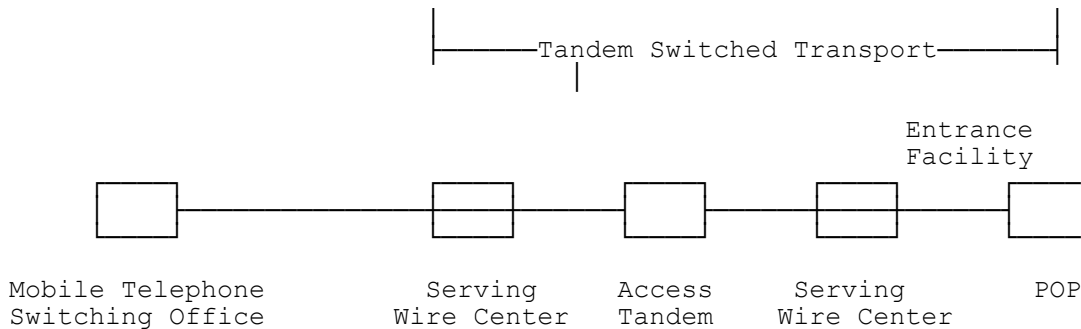 Tandem Switched Transport
Entrance
Facility
Mobile Telephone Serving Access Serving POP
Switching Office Wire Center Tandem Wire Center